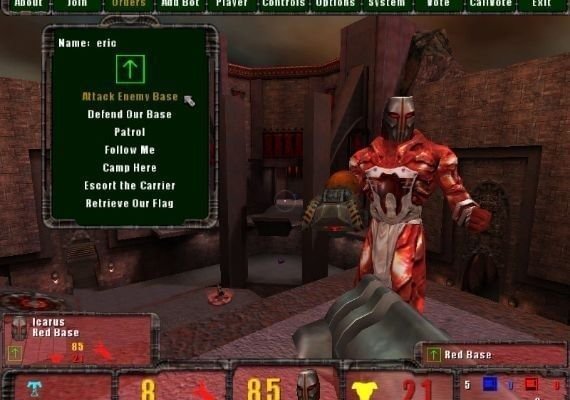 About Join Orders Add Bot Player Controls Options System Vote CallVote Exit
Name: eric
Attack Enemy Base
Defend Our Base
Patrol
Follow Me
Camp Here
Escort the Carrier
Retrieve Our Flag
Icarus
Red Base
85
21
Red Base
8 85 21 5 0 0